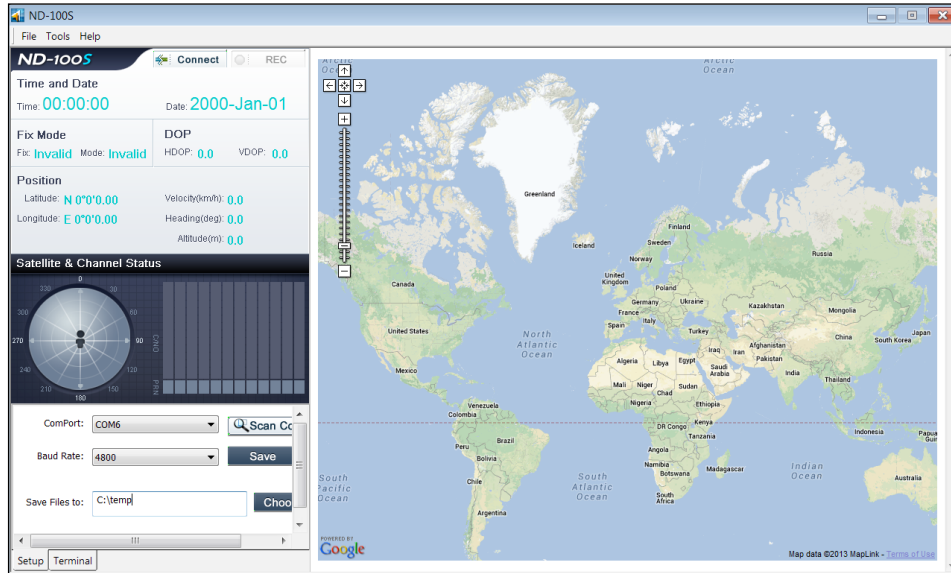 ND-100S
File Tools Help
ND-100S
Connect
REC
Time and Date
Time: 00:00:00 Date: 2000-Jan-01
Fix Mode
Fix: Invalid Mode: Invalid
DOP
HDOP: 0.0 VDOP: 0.0
Position
Latitude: N 0°0'0.00
Longitude: E 0°0'0.00
Velocity(km/h): 0.0
Heading(deg): 0.0
Altitude(m): 0.0
Satellite & Channel Status
0
330 30
300 60
270 90
240 120
210 150
180
C/NO
PRN
ComPort: COM6 Scan Co
Baud Rate: 4800 Save
Save Files to: C:\temp Choo
Setup Terminal
Arctic
Ocean
Arctic
Ocean
Greenland
Iceland
Finland
Sweden
Norway
Russia
Canada
United
Kingdom
Poland
Germany
Ukraine
France
Kazakhstan
Mongolia
Italy
Spain
Turkey
United States
North
Atlantic
Ocean
Japan
China
South Korea
Afghanistan
Iraq
Iran
Pakistan
Algeria
Libya
Egypt
Saudi
Arabia
Mexico
India
Thailand
Mali
Niger
Chad
Sudan
Nigeria
Ethiopia
Venezuela
Colombia
Kenya
DR Congo
Tanzania
Indonesia
Papua
Brazil
Peru
Angola
Bolivia
Namibia
Botswana
Madagascar
Indian
Ocean
Australia
South
Pacific
Ocean
Chile
South
Atlantic
Ocean
South
Africa
Argentina
POWERED BY
Google
Map data ©2013 MapLink - Terms of Use